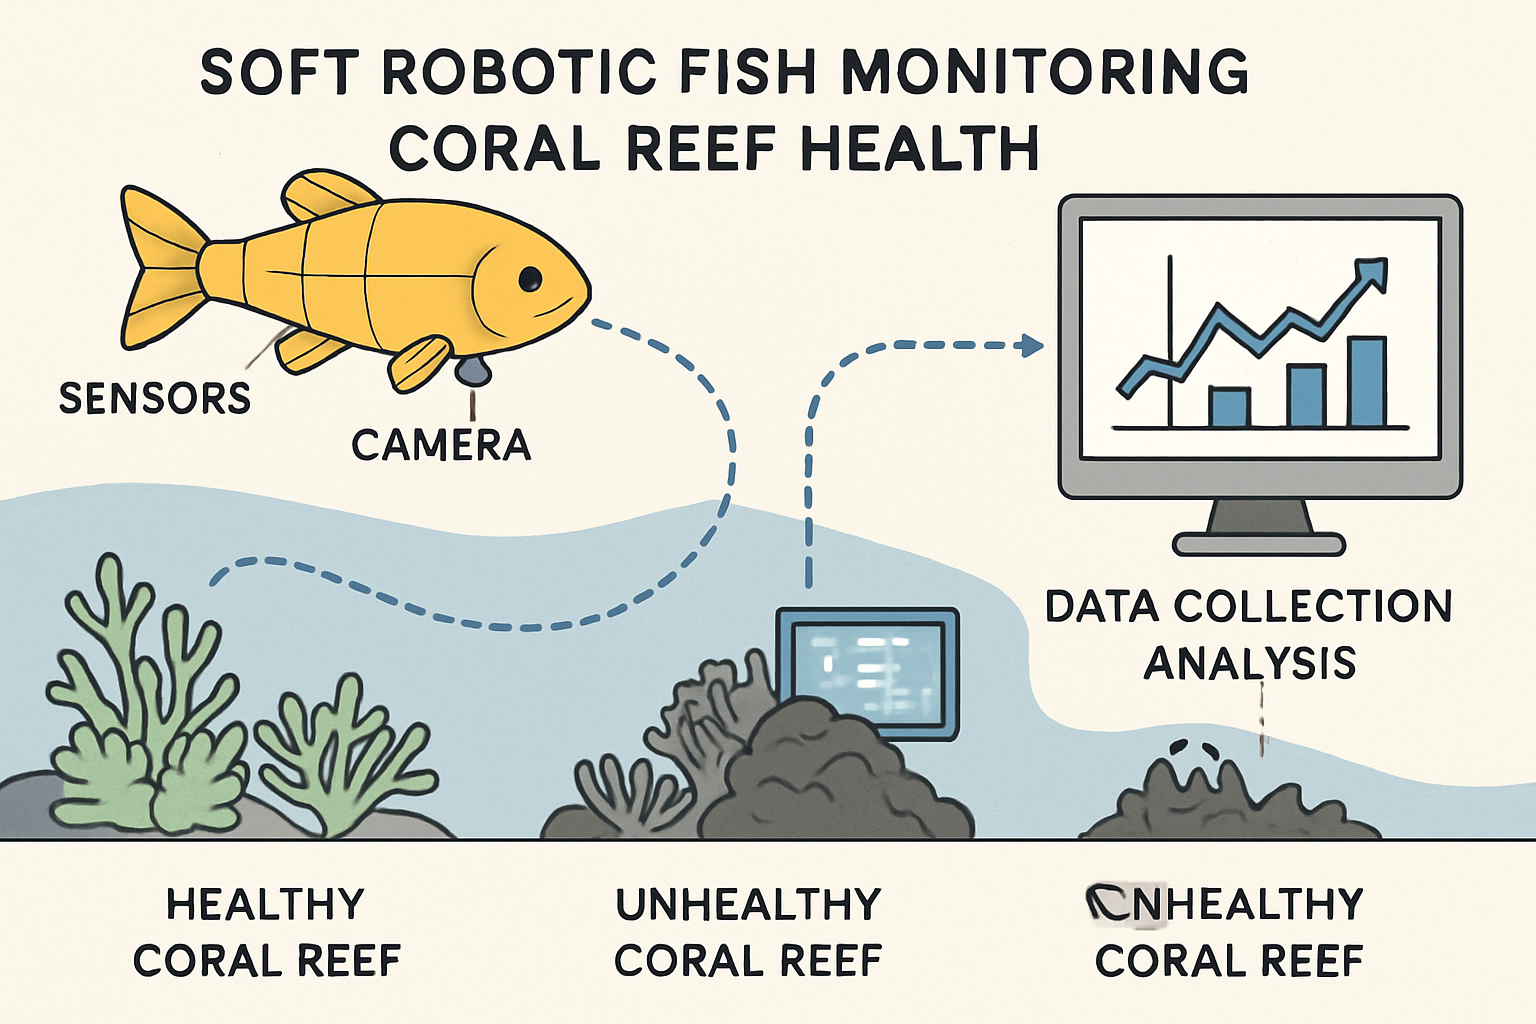 SOFT ROBOTIC FISH MONITORING
CORAL REEF HEALTH
SENSORS
CAMERA
DATA COLLECTION
ANALYSIS
HEALTHY
CORAL REEF
UNHEALTHY
CORAL REEF
CORAL REEF